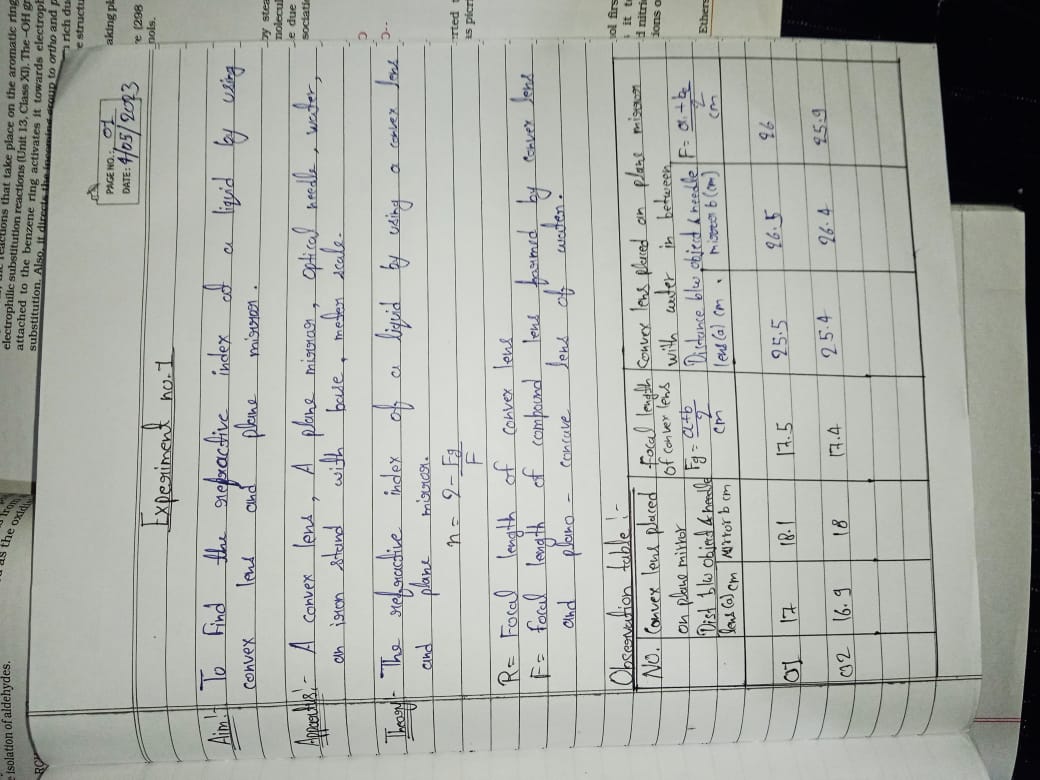 e isolation of aldehydes.
as the oxidi
from
reactions that take place on the aromatic ring
electrophilic substitution reactions (Unit 13, Class XI). The –OH gr
attached to the benzene ring activates it towards electroph
substitution. Also, it directs the incoming group to ortho and p
rich du
e structu
aking pl
e (298
nols.
PAGE NO.: 01
DATE: 4/05/2023
Experiment no. 1
Aim:- To Find the refractive index of a liquid by using
convex lens and plane mirror.
by stea
molecul
e due
sociati
Apparatus:- A convex lens, A plane mirror, optical needle, water,
an iron stand with base, meter scale.
Theory:- The refractive index of a liquid by using a convex lens
and plane mirror.
n = 2 - Fg/F
erted t
as picri
R = Focal length of convex lens
F = focal length of compound lens formed by convex lens
and plano - concave lens of water.
ol firs
it t
d nitri
ions o
Ethers
Observation table :-
NO. Convex lens placed on plane mirror Dist b/w object & needle Focal length of convex lens Fg = a+b/2 cm Convex lens placed on plane mirror with water in between Distance b/w object & needle F = a+b/2 cm
lens (a) cm Mirror b cm lens (a) cm. mirror b (cm)
01 17 18.1 17.5 25.5 26.5 26
02 16.9 18 17.4 25.4 26.4 25.9